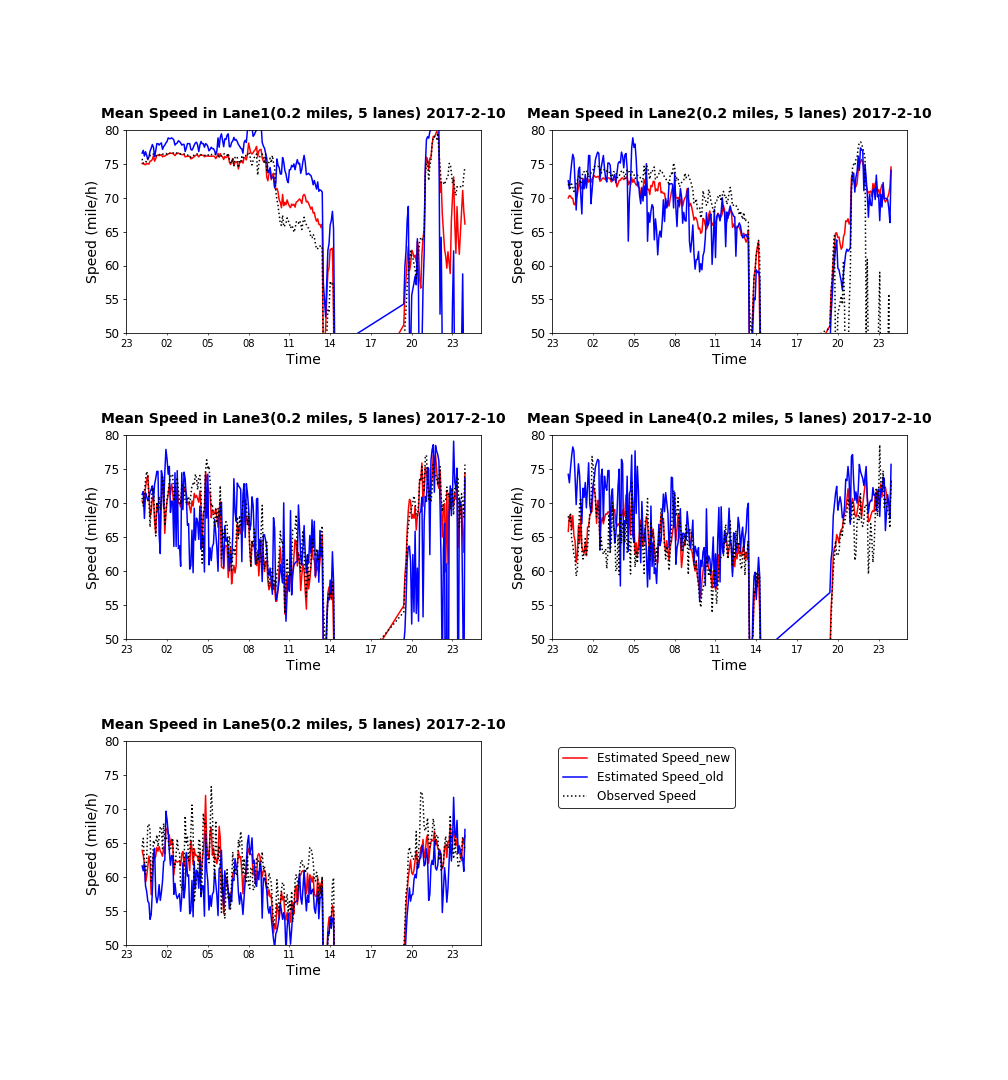 Mean Speed in Lane1(0.2 miles, 5 lanes) 2017-2-10
80
75
70
65
60
55
50
Speed (mile/h)
23 02 05 08 11 14 17 20 23
Time
Mean Speed in Lane2(0.2 miles, 5 lanes) 2017-2-10
80
75
70
65
60
55
50
Speed (mile/h)
23 02 05 08 11 14 17 20 23
Time
Mean Speed in Lane3(0.2 miles, 5 lanes) 2017-2-10
80
75
70
65
60
55
50
Speed (mile/h)
23 02 05 08 11 14 17 20 23
Time
Mean Speed in Lane4(0.2 miles, 5 lanes) 2017-2-10
80
75
70
65
60
55
50
Speed (mile/h)
23 02 05 08 11 14 17 20 23
Time
Mean Speed in Lane5(0.2 miles, 5 lanes) 2017-2-10
80
75
70
65
60
55
50
Speed (mile/h)
23 02 05 08 11 14 17 20 23
Time
Estimated Speed_new
Estimated Speed_old
Observed Speed